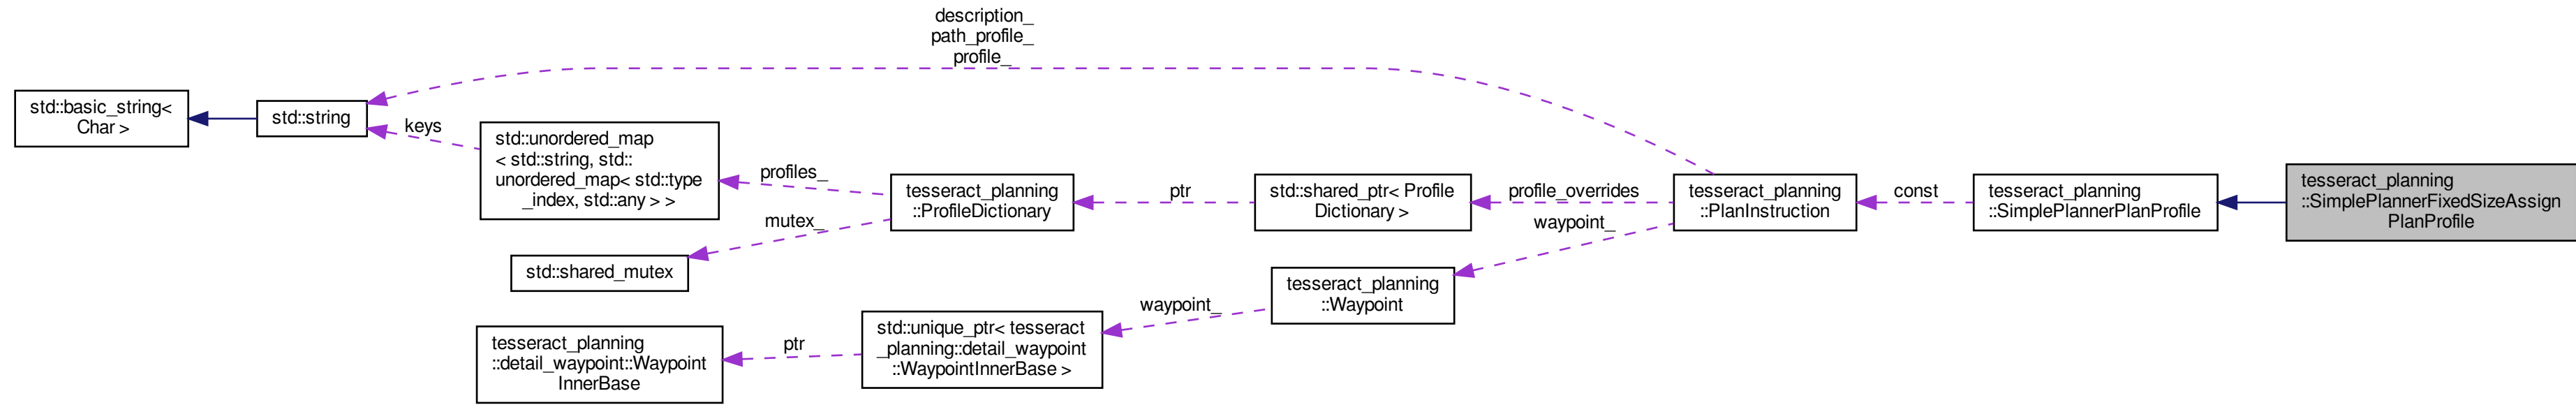 description_
path_profile_
profile_
std::basic_string<
Char >
std::string
keys
std::unordered_map
< std::string, std::
unordered_map< std::type
_index, std::any > >
profiles_
mutex_
std::shared_mutex
tesseract_planning
::ProfileDictionary
ptr
std::shared_ptr< Profile
Dictionary >
profile_overrides
waypoint_
tesseract_planning
::PlanInstruction
const
tesseract_planning
::SimplePlannerPlanProfile
tesseract_planning
::SimplePlannerFixedSizeAssign
PlanProfile
tesseract_planning
::Waypoint
waypoint_
std::unique_ptr< tesseract
_planning::detail_waypoint
::WaypointInnerBase >
ptr
tesseract_planning
::detail_waypoint::Waypoint
InnerBase